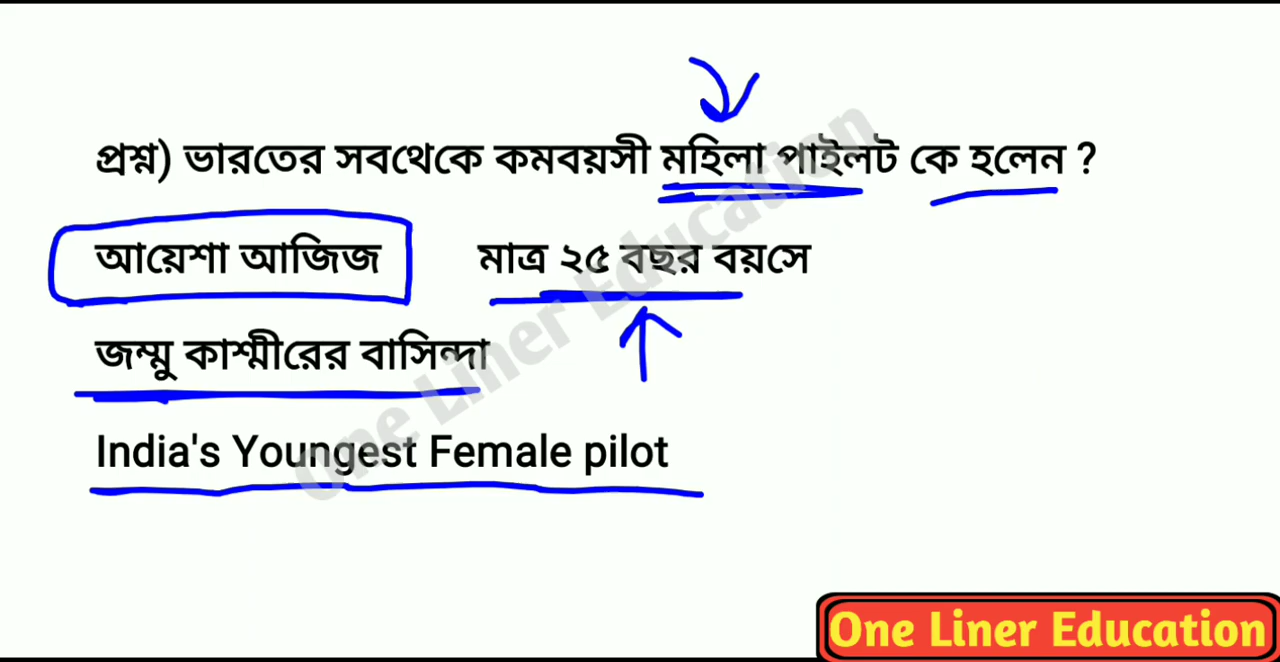 প্রশ্ন) ভারতের সবথেকে কমবয়সী মহিলা পাইলট কে হলেন ?
আয়েশা আজিজ মাত্র ২৫ বছর বয়সে
জম্মু কাশ্মীরের বাসিন্দা
India's Youngest Female pilot
One Liner Education
One Liner Education